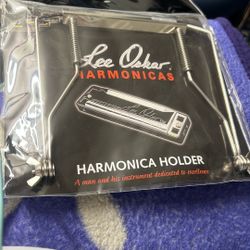 Lee Oskar
HARMONICAS
HARMONICA HOLDER
A man and his instrument dedicated to excellence